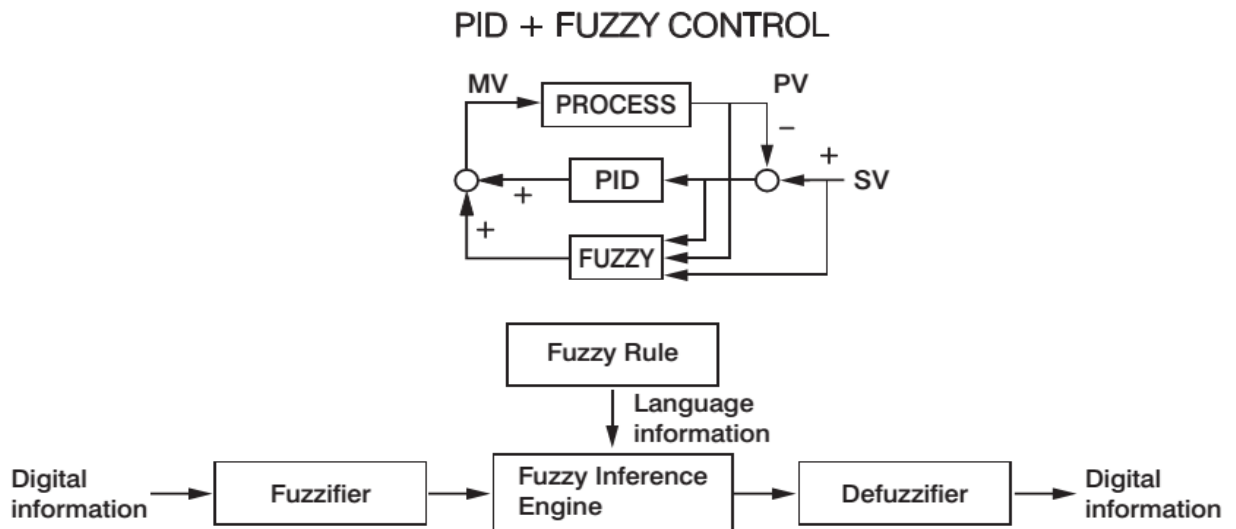 PID + FUZZY CONTROL
MV
PROCESS
PV
−
+
PID
SV
+
+
FUZZY
Fuzzy Rule
Language
information
Digital
information
Fuzzifier
Fuzzy Inference
Engine
Defuzzifier
Digital
information